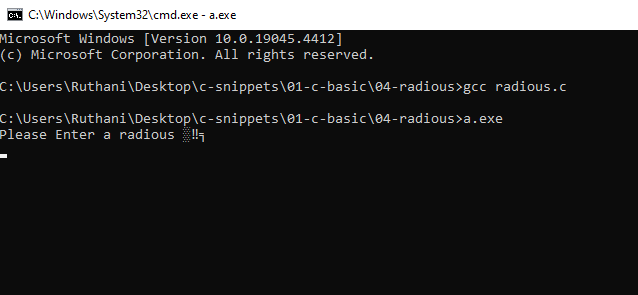 C:\Windows\System32\cmd.exe - a.exe
Microsoft Windows [Version 10.0.19045.4412]
(c) Microsoft Corporation. All rights reserved.
C:\Users\Ruthani\Desktop\c-snippets\01-c-basic\04-radious>gcc radious.c
C:\Users\Ruthani\Desktop\c-snippets\01-c-basic\04-radious>a.exe
Please Enter a radious ░‼╕